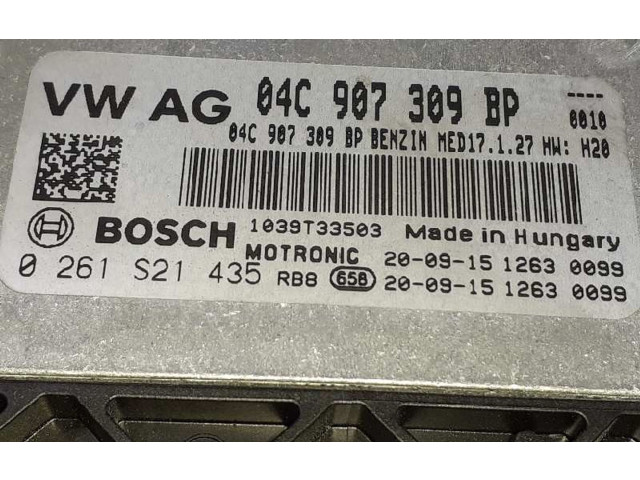 VW AG 04C 907 309 BP ----
0010
04C 907 309 BP BENZIN MED17.1.27 HW: H20
BOSCH 1039T33503 Made in Hungary
MOTRONIC 20-09-15 1263 0099
0 261 S21 435 RB8 658 20-09-15 1263 0099